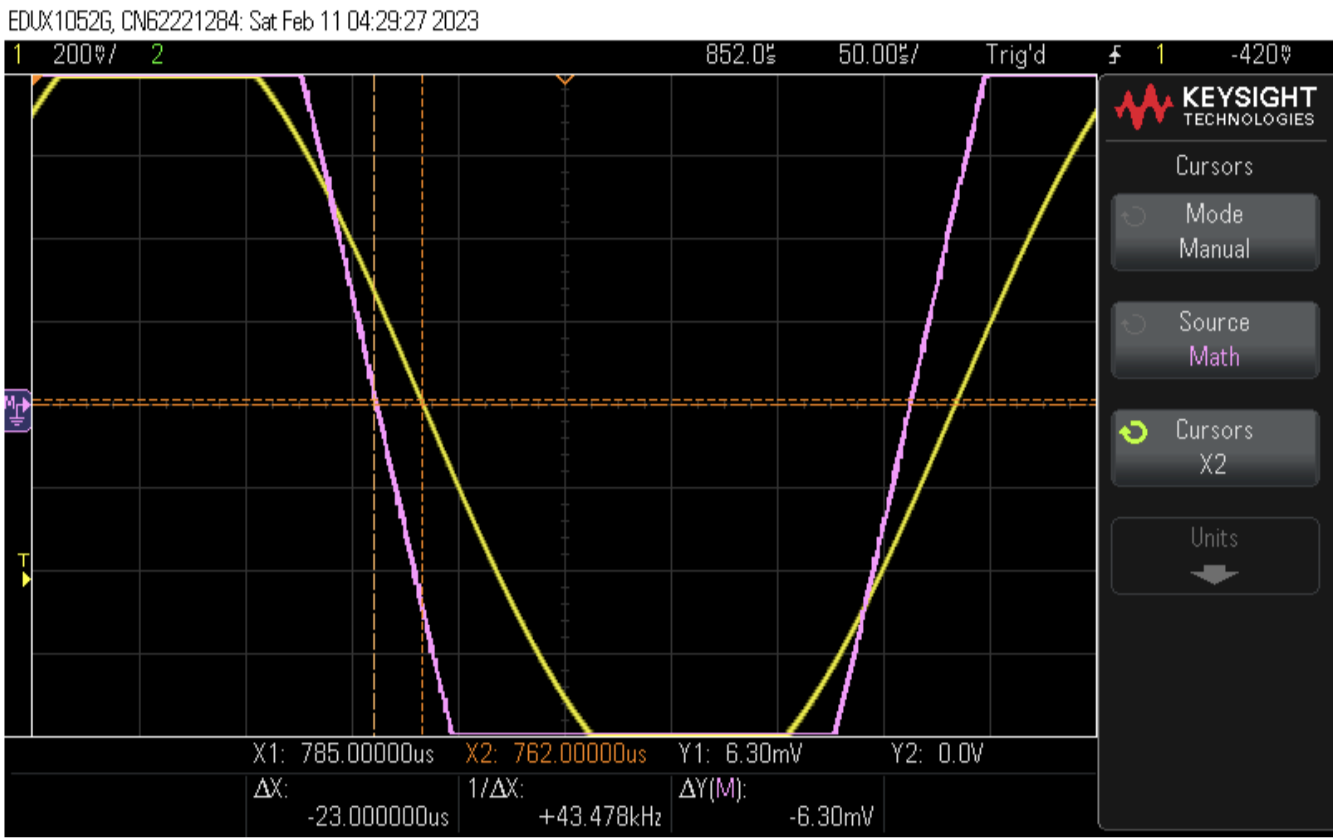 EDUX1052G, CN62221284: Sat Feb 11 04:29:27 2023
1 200mV/ 2 852.0us 50.00us/ Trig'd 1 -420mV
KEYSIGHT
TECHNOLOGIES
Cursors
Mode
Manual
Source
Math
Cursors
X2
Units
M
T
X1: 785.00000us X2: 762.00000us Y1: 6.30mV Y2: 0.0V
ΔX: 1/ΔX: ΔY(M):
-23.000000us +43.478kHz -6.30mV